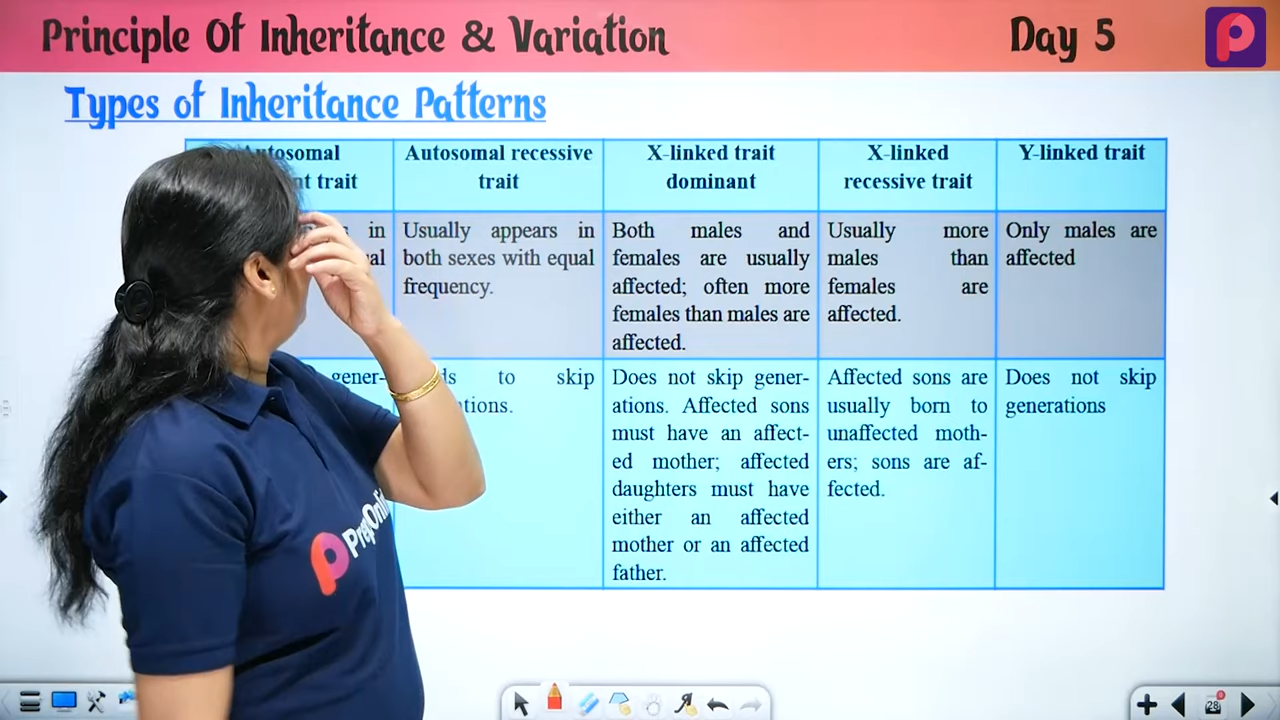 Principle Of Inheritance & Variation
Day 5
Types of Inheritance Patterns
Autosomal
trait
Autosomal recessive
trait
X-linked trait
dominant
X-linked
recessive trait
Y-linked trait
in
Usually appears in
both sexes with equal
frequency.
Both males and
females are usually
affected; often more
females than males are
affected.
Usually more
males than
females are
affected.
Only males are
affected
gener-
to skip
Does not skip gener-
ations. Affected sons
must have an affect-
ed mother; affected
daughters must have
either an affected
mother or an affected
father.
Affected sons are
usually born to
unaffected moth-
ers; sons are af-
fected.
Does not skip
generations
PrepOnli
28